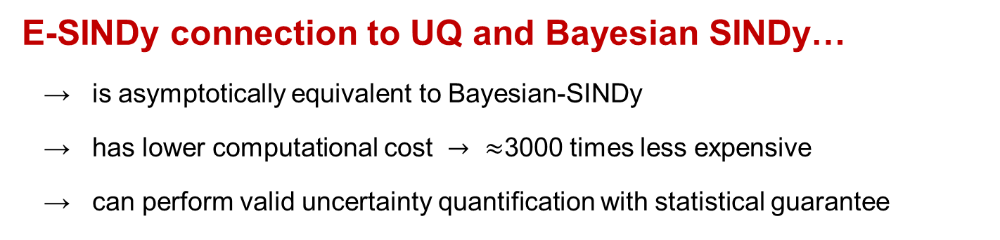 E-SINDy connection to UQ and Bayesian SINDy…
→ is asymptotically equivalent to Bayesian-SINDy
→ has lower computational cost → ≈3000 times less expensive
→ can perform valid uncertainty quantification with statistical guarantee